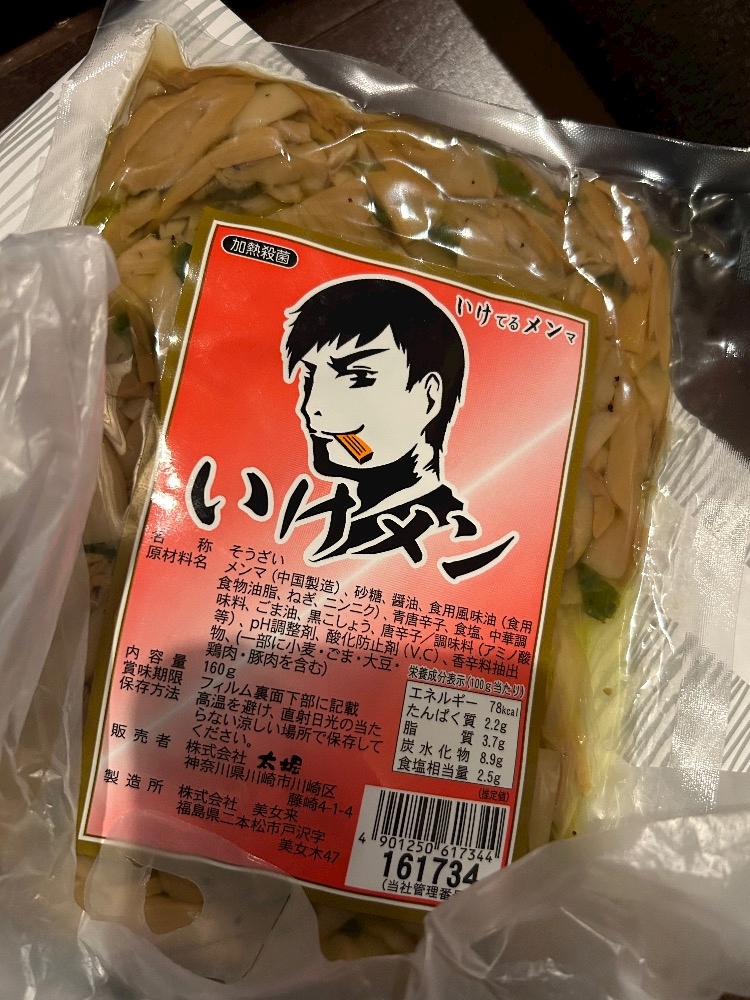 加熱殺菌
いけてるメンマ
いけメン
名称 そうざい
原材料名 メンマ（中国製造）、砂糖、醤油、食用風味油（食用
食物油脂、ねぎ、ニンニク）、青唐辛子、食塩、中華調
味料、ごま油、黒こしょう、唐辛子／調味料（アミノ酸
等）、pH調整剤、酸化防止剤（V.C）、香辛料抽出
物、（一部に小麦・ごま・大豆・
鶏肉・豚肉を含む）
内容量 160g
賞味期限 フィルム裏面下部に記載
保存方法 高温を避け、直射日光の当た
らない涼しい場所で保存して
ください。
販売者 株式会社 太堀
神奈川県川崎市川崎区
藤崎4-1-4
製造所 株式会社 美女来
福島県二本松市戸沢字
美女木47
栄養成分表示(100g当たり)
エネルギー 78kcal
たんぱく質 2.2g
脂質 3.7g
炭水化物 8.9g
食塩相当量 2.5g
(推定値)
4 901250 617344
161734
(当社管理番